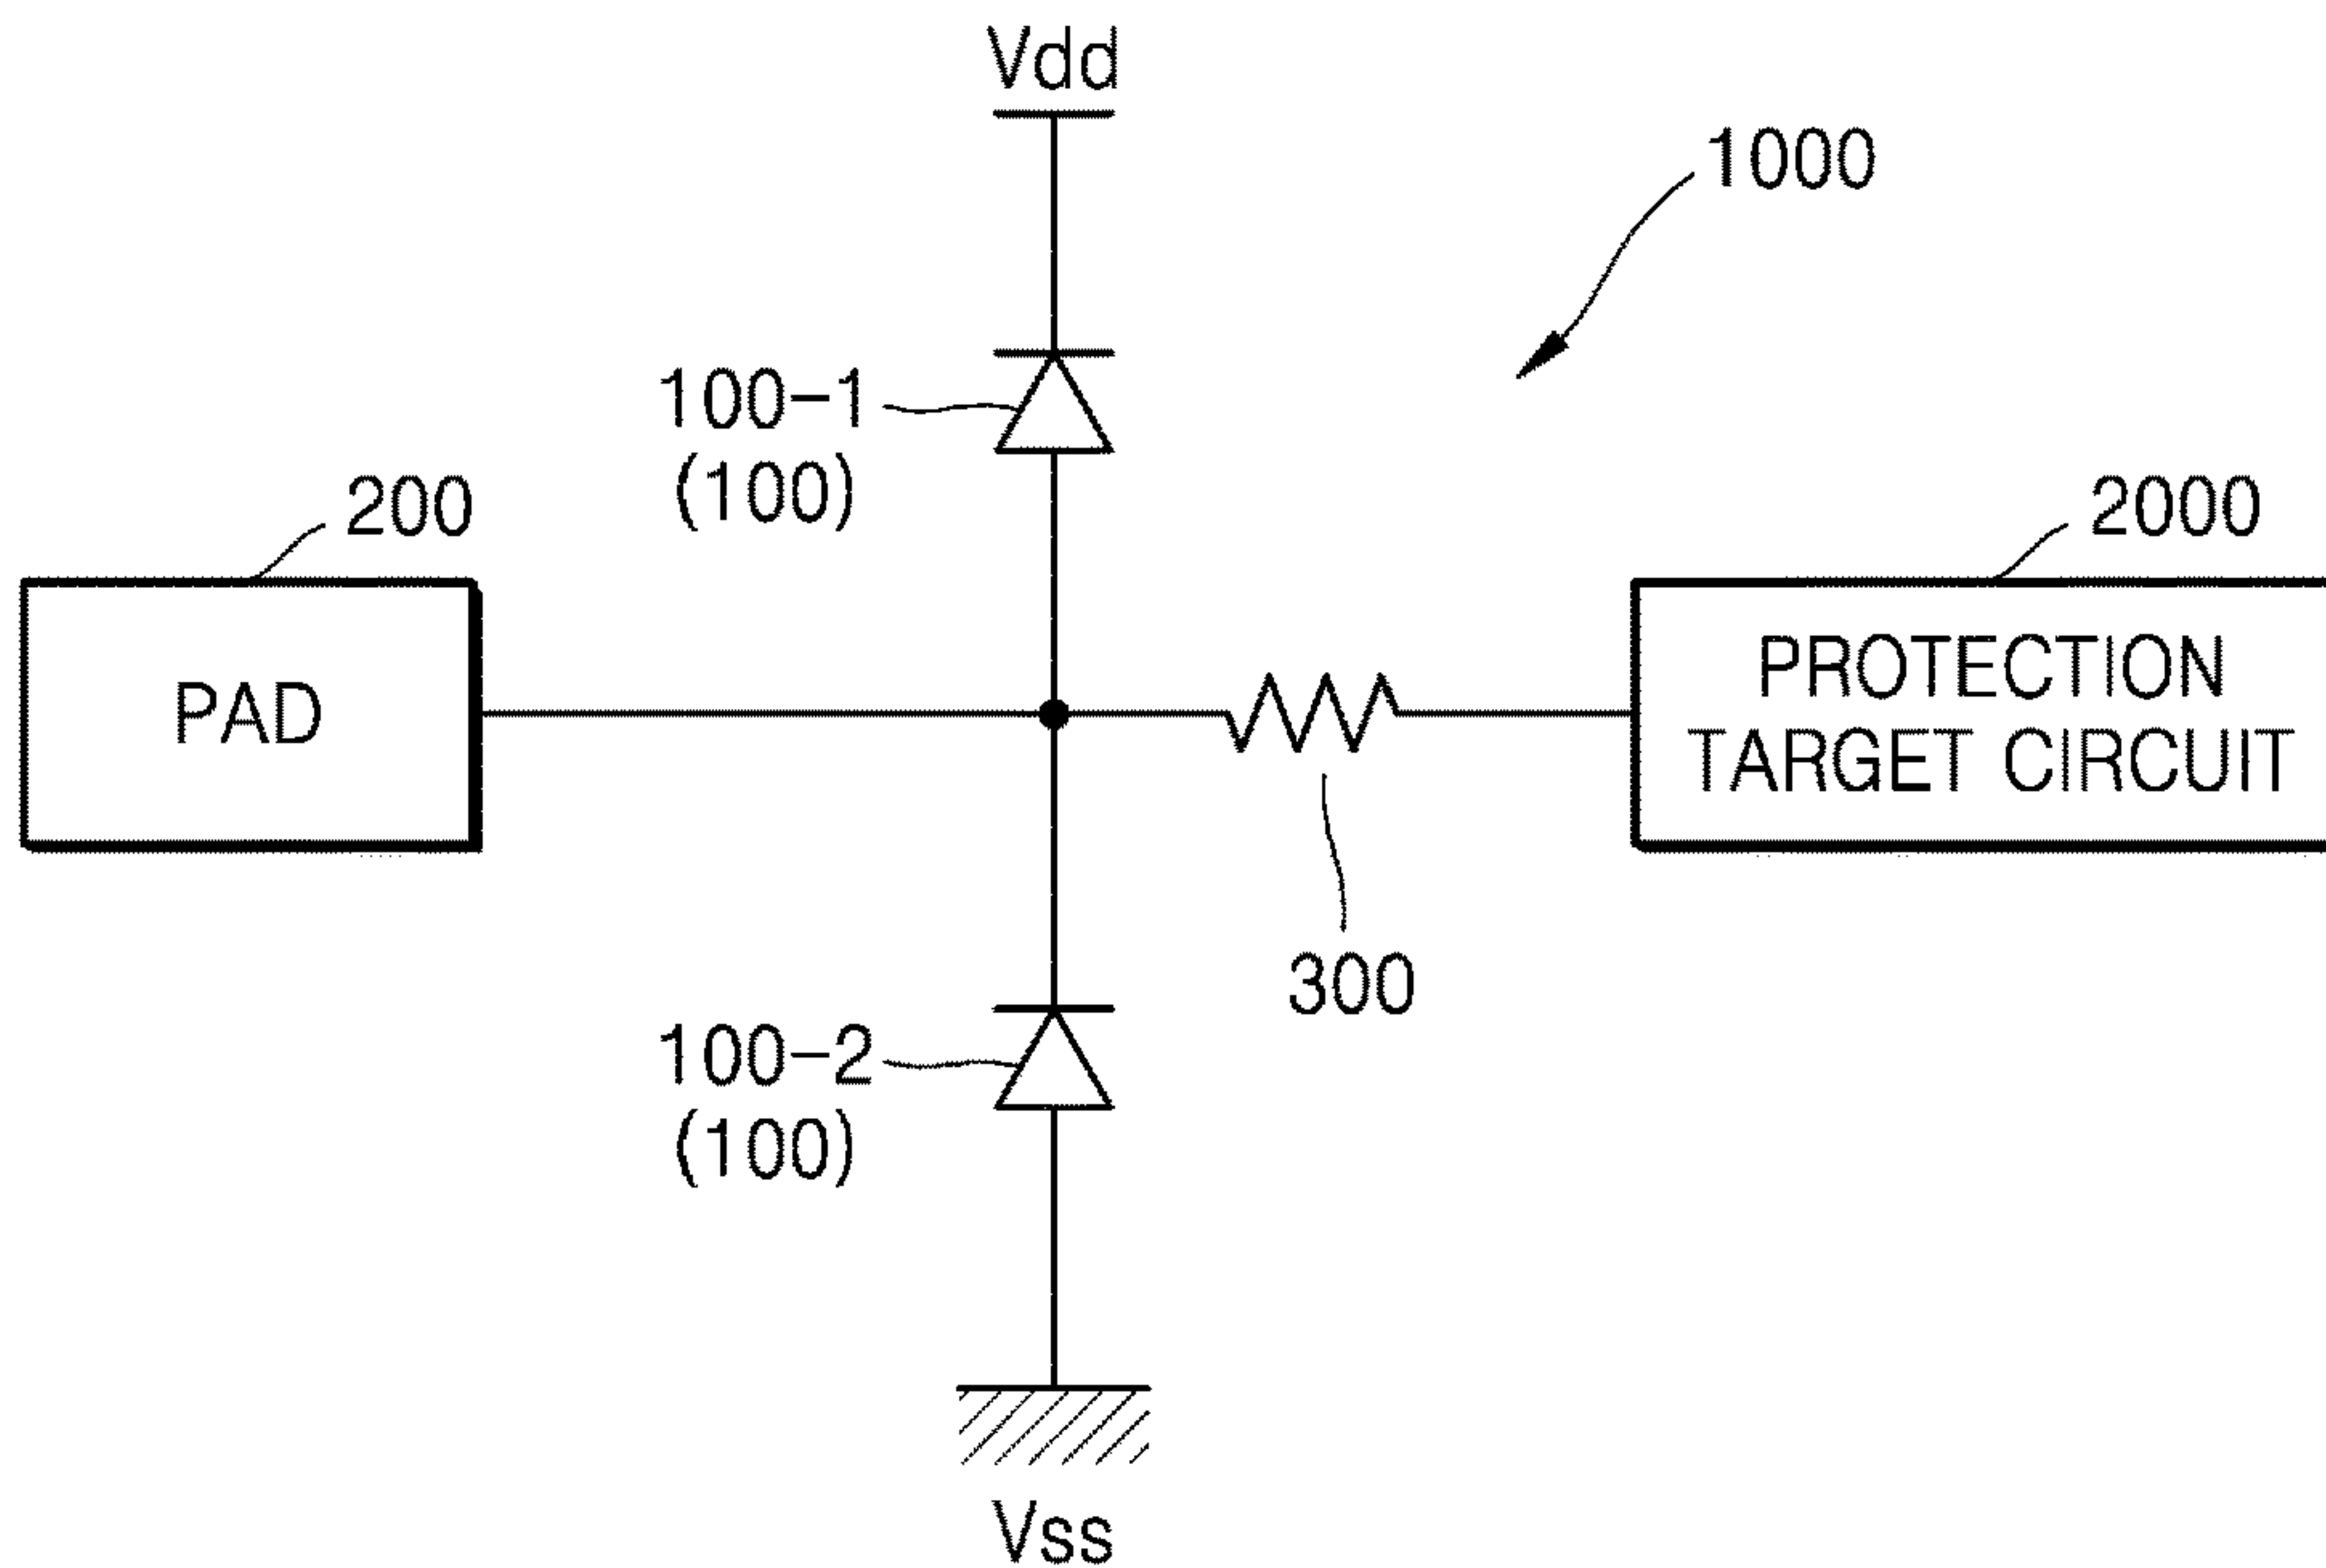 Vdd
1000
100-1
(100)
200
2000
PAD
PROTECTION
TARGET CIRCUIT
300
100-2
(100)
Vss